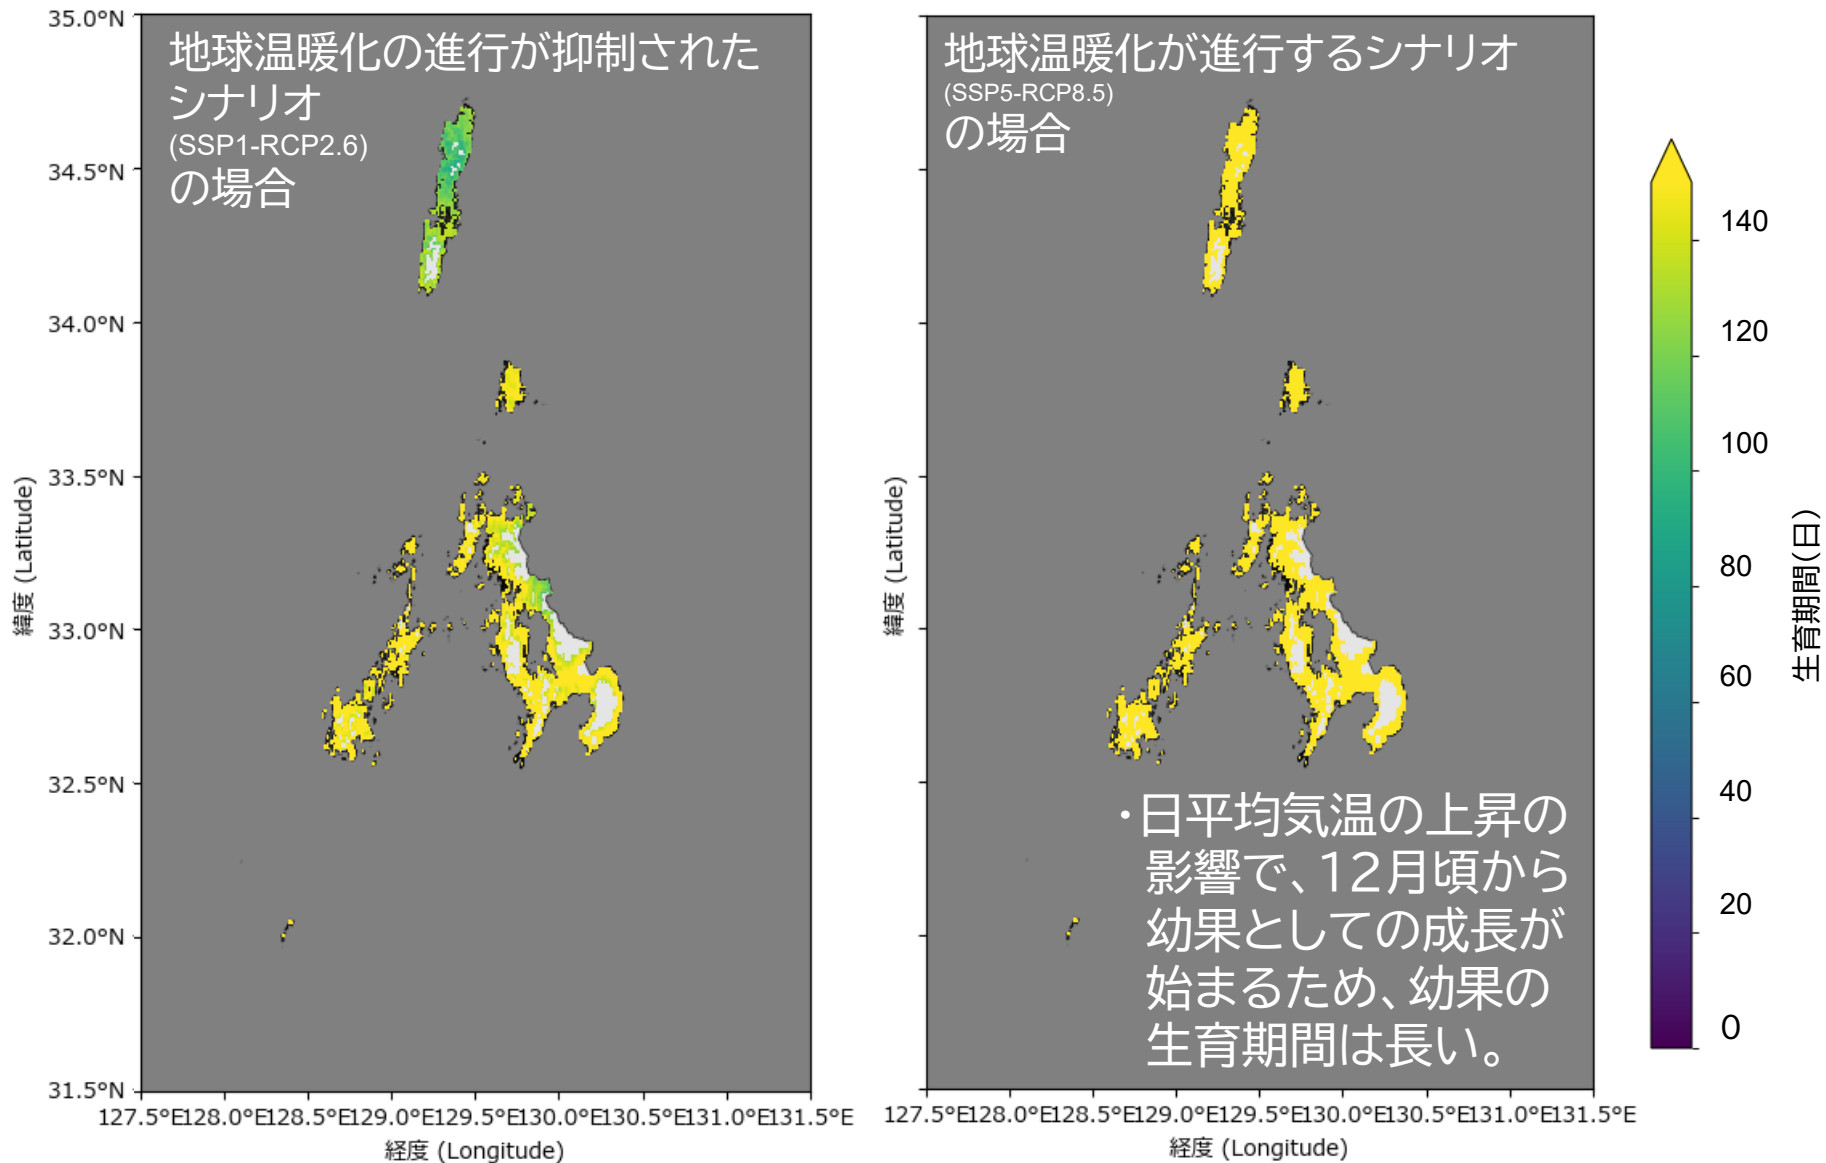 地球温暖化の進行が抑制された
シナリオ
(SSP1-RCP2.6)
の場合
35.0°N
34.5°N
34.0°N
33.5°N
33.0°N
32.5°N
32.0°N
31.5°N
緯度 (Latitude)
127.5°E128.0°E128.5°E129.0°E129.5°E130.0°E130.5°E131.0°E131.5°E
経度 (Longitude)
地球温暖化が進行するシナリオ
(SSP5-RCP8.5)
の場合
・日平均気温の上昇の
影響で、12月頃から
幼果としての成長が
始まるため、幼果の
生育期間は長い。
緯度 (Latitude)
127.5°E128.0°E128.5°E129.0°E129.5°E130.0°E130.5°E131.0°E131.5°E
経度 (Longitude)
140
120
100
80
60
40
20
0
生育期間(日)